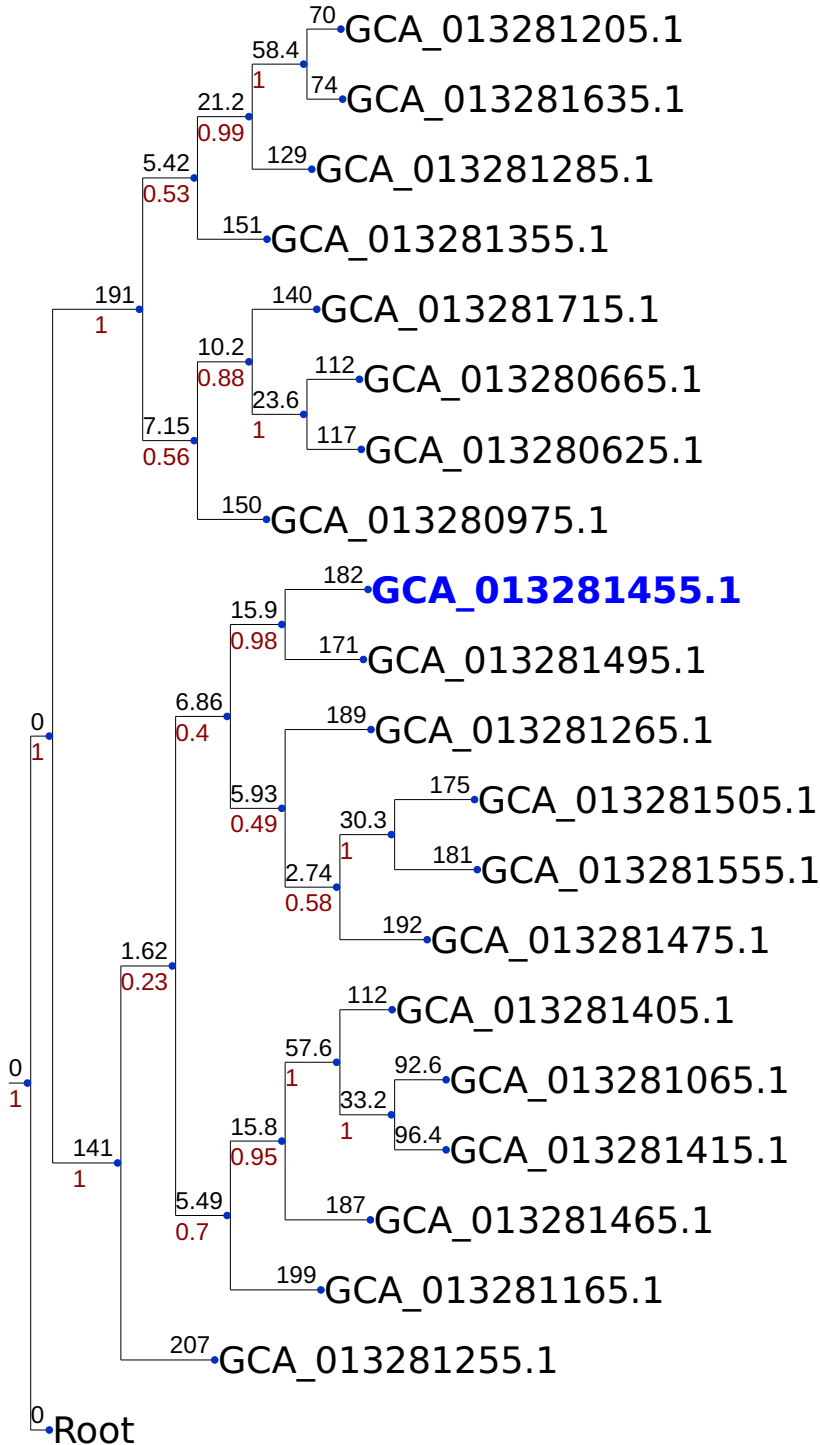 70 GCA_013281205.1
58.4
1
74 GCA_013281635.1
21.2
0.99
129 GCA_013281285.1
5.42
0.53
151 GCA_013281355.1
191
1
140 GCA_013281715.1
10.2
0.88
112 GCA_013280665.1
23.6
1
117 GCA_013280625.1
7.15
0.56
150 GCA_013280975.1
182 GCA_013281455.1
15.9
0.98
171 GCA_013281495.1
6.86
0.4
189 GCA_013281265.1
5.93
0.49
175 GCA_013281505.1
30.3
1
181 GCA_013281555.1
2.74
0.58
192 GCA_013281475.1
0
1
1.62
0.23
112 GCA_013281405.1
57.6
1
92.6 GCA_013281065.1
33.2
1
96.4 GCA_013281415.1
0
1
15.8
0.95
141
1
187 GCA_013281465.1
5.49
0.7
199 GCA_013281165.1
207 GCA_013281255.1
0 Root